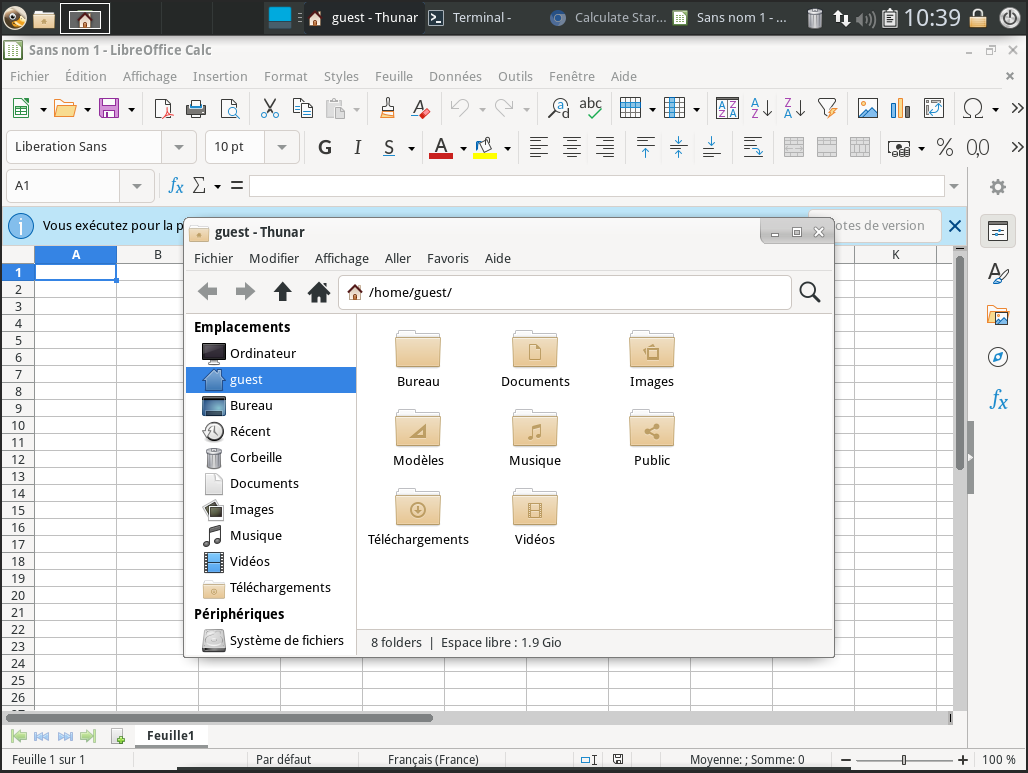 guest - Thunar
Terminal -
Calculate Star...
Sans nom 1 - ...
10:39
Sans nom 1 - LibreOffice Calc
Fichier Édition Affichage Insertion Format Styles Feuille Données Outils Fenêtre Aide
Liberation Sans 10 pt G I S A % 0,0
A1 fx Σ =
Vous exécutez pour la p
otes de version
A B K
1
2
3
4
5
6
7
8
9
10
11
12
13
14
15
16
17
18
19
20
21
22
23
24
25
26
guest - Thunar
Fichier Modifier Affichage Aller Favoris Aide
/home/guest/
Emplacements
Ordinateur
guest
Bureau
Récent
Corbeille
Documents
Images
Musique
Vidéos
Téléchargements
Périphériques
Système de fichiers
Bureau Documents Images
Modèles Musique Public
Téléchargements Vidéos
8 folders | Espace libre : 1.9 Gio
Feuille1
Feuille 1 sur 1 Par défaut Français (France) Moyenne: ; Somme: 0 100 %